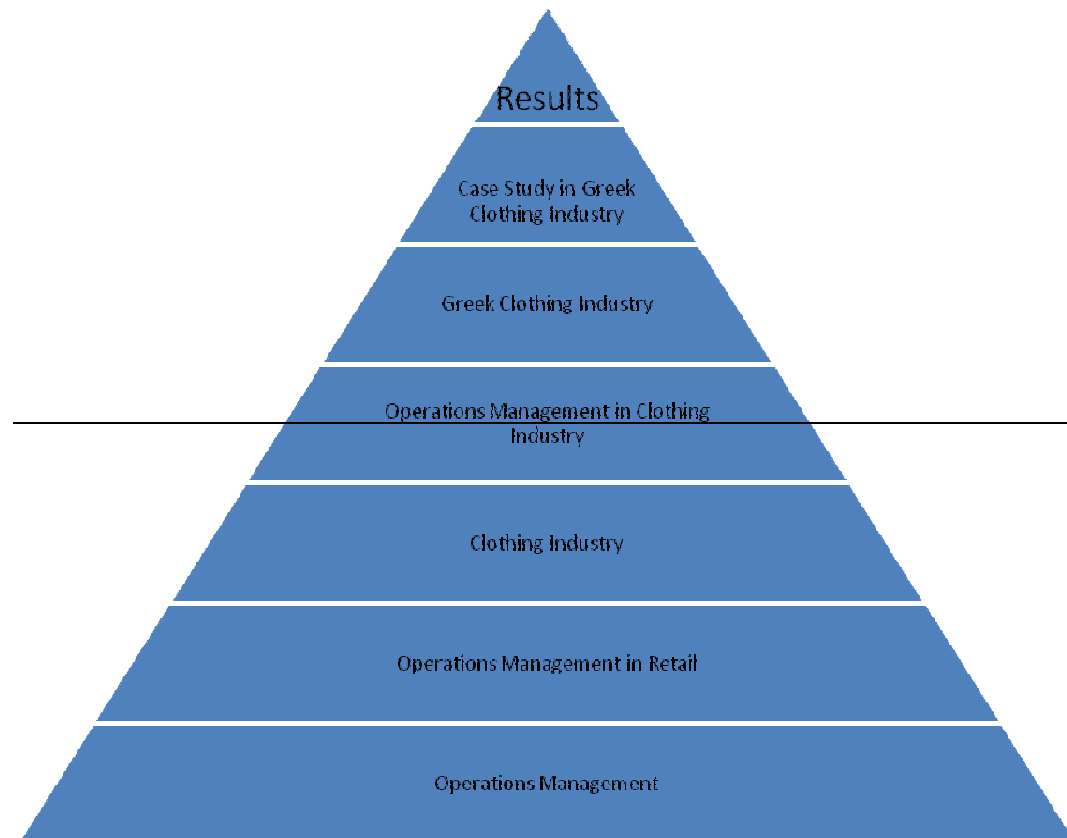 Results
Case Study in Greek
Clothing Industry
Greek Clothing Industry
Operations Management in Clothing
Industry
Clothing Industry
Operations Management in Retail
Operations Management